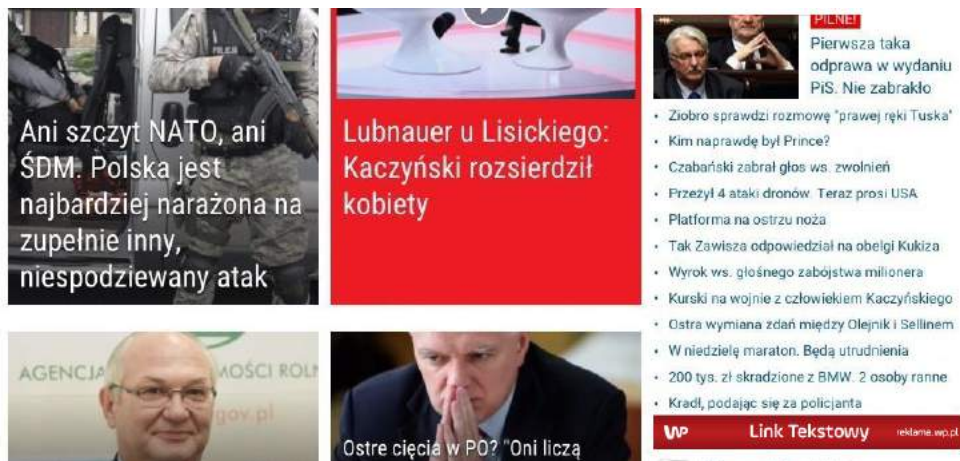 POLICJA
Ani szczyt NATO, ani
ŚDM. Polska jest
najbardziej narażona na
zupełnie inny,
niespodziewany atak
Lubnauer u Lisickiego:
Kaczyński rozsierdził
kobiety
AGENCJA
MOŚCI ROLN
gov.pl
Ostre cięcia w PO? "Oni liczą
PILNE!
Pierwsza taka
odprawa w wydaniu
PiS. Nie zabrakło
• Ziobro sprawdzi rozmowę "prawej ręki Tuska"
• Kim naprawdę był Prince?
• Czabański zabrał głos ws. zwolnień
• Przeżył 4 ataki dronów. Teraz prosi USA
• Platforma na ostrzu noża
• Tak Zawisza odpowiedział na obelgi Kukiza
• Wyrok ws. głośnego zabójstwa milionera
• Kurski na wojnie z człowiekiem Kaczyńskiego
• Ostra wymiana zdań między Olejnik i Sellinem
• W niedzielę maraton. Będą utrudnienia
• 200 tys. zł skradzione z BMW. 2 osoby ranne
• Kradł, podając się za policjanta
WP Link Tekstowy reklama.wp.pl